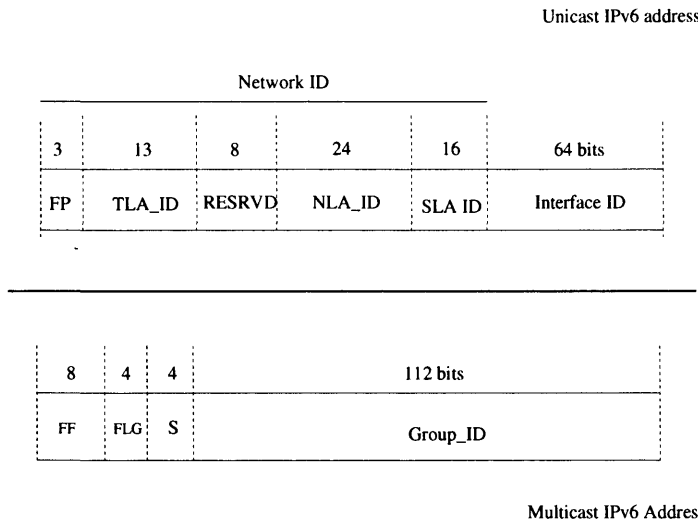 Unicast IPv6 address
Network ID
3 13 8 24 16 64 bits
FP TLA_ID RESRVD NLA_ID SLA ID Interface ID
8 4 4 112 bits
FF FLG S Group_ID
Multicast IPv6 Addres